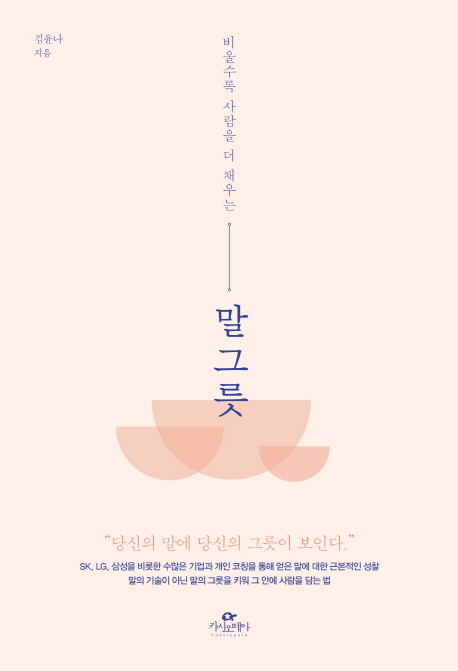 김윤나
지음
비울수록 사람을 더 채우는
말그릇
“당신의 말에 당신의 그릇이 보인다.”
SK, LG, 삼성을 비롯한 수많은 기업과 개인 코칭을 통해 얻은 말에 대한 근본적인 성찰
말의 기술이 아닌 말의 그릇을 키워 그 안에 사람을 담는 법
카시오페아
Cassiopeia